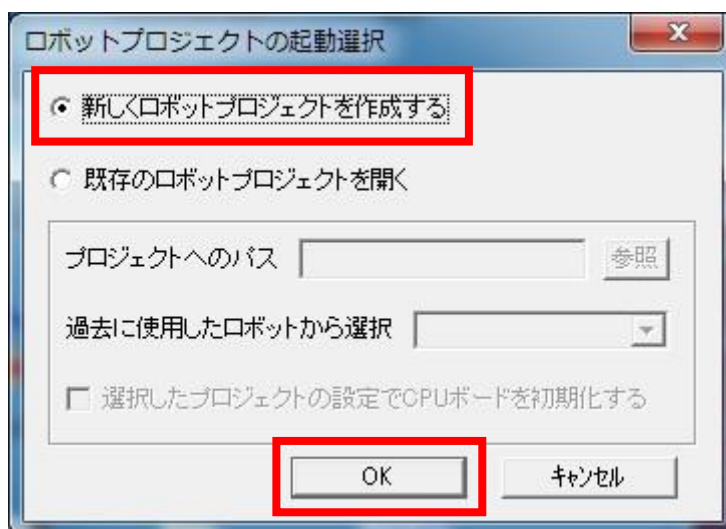 ロボットプロジェクトの起動選択
新しくロボットプロジェクトを作成する
既存のロボットプロジェクトを開く
プロジェクトへのパス 参照
過去に使用したロボットから選択
選択したプロジェクトの設定でCPUボードを初期化する
OK キャンセル